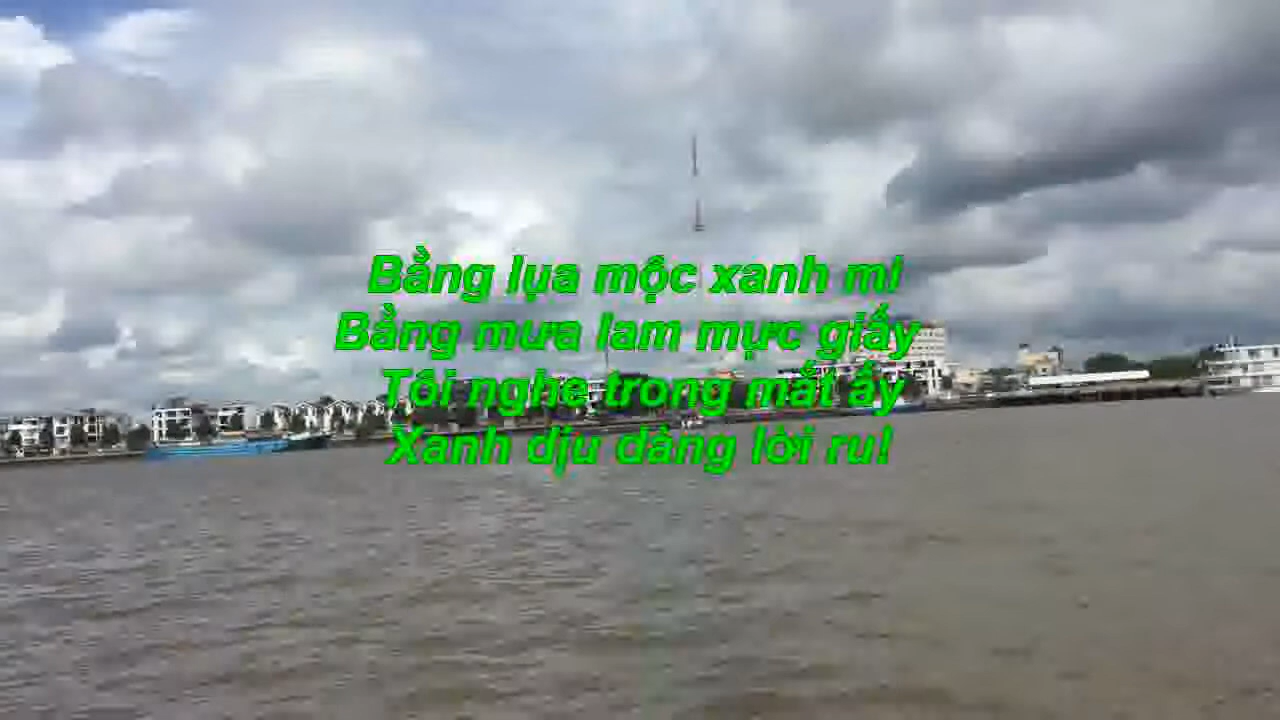 Bằng lụa mộc xanh m!
Bằng mưa lam mực giấy
Tôi nghe trong mắt ấy
Xanh dịu dàng lời ru!